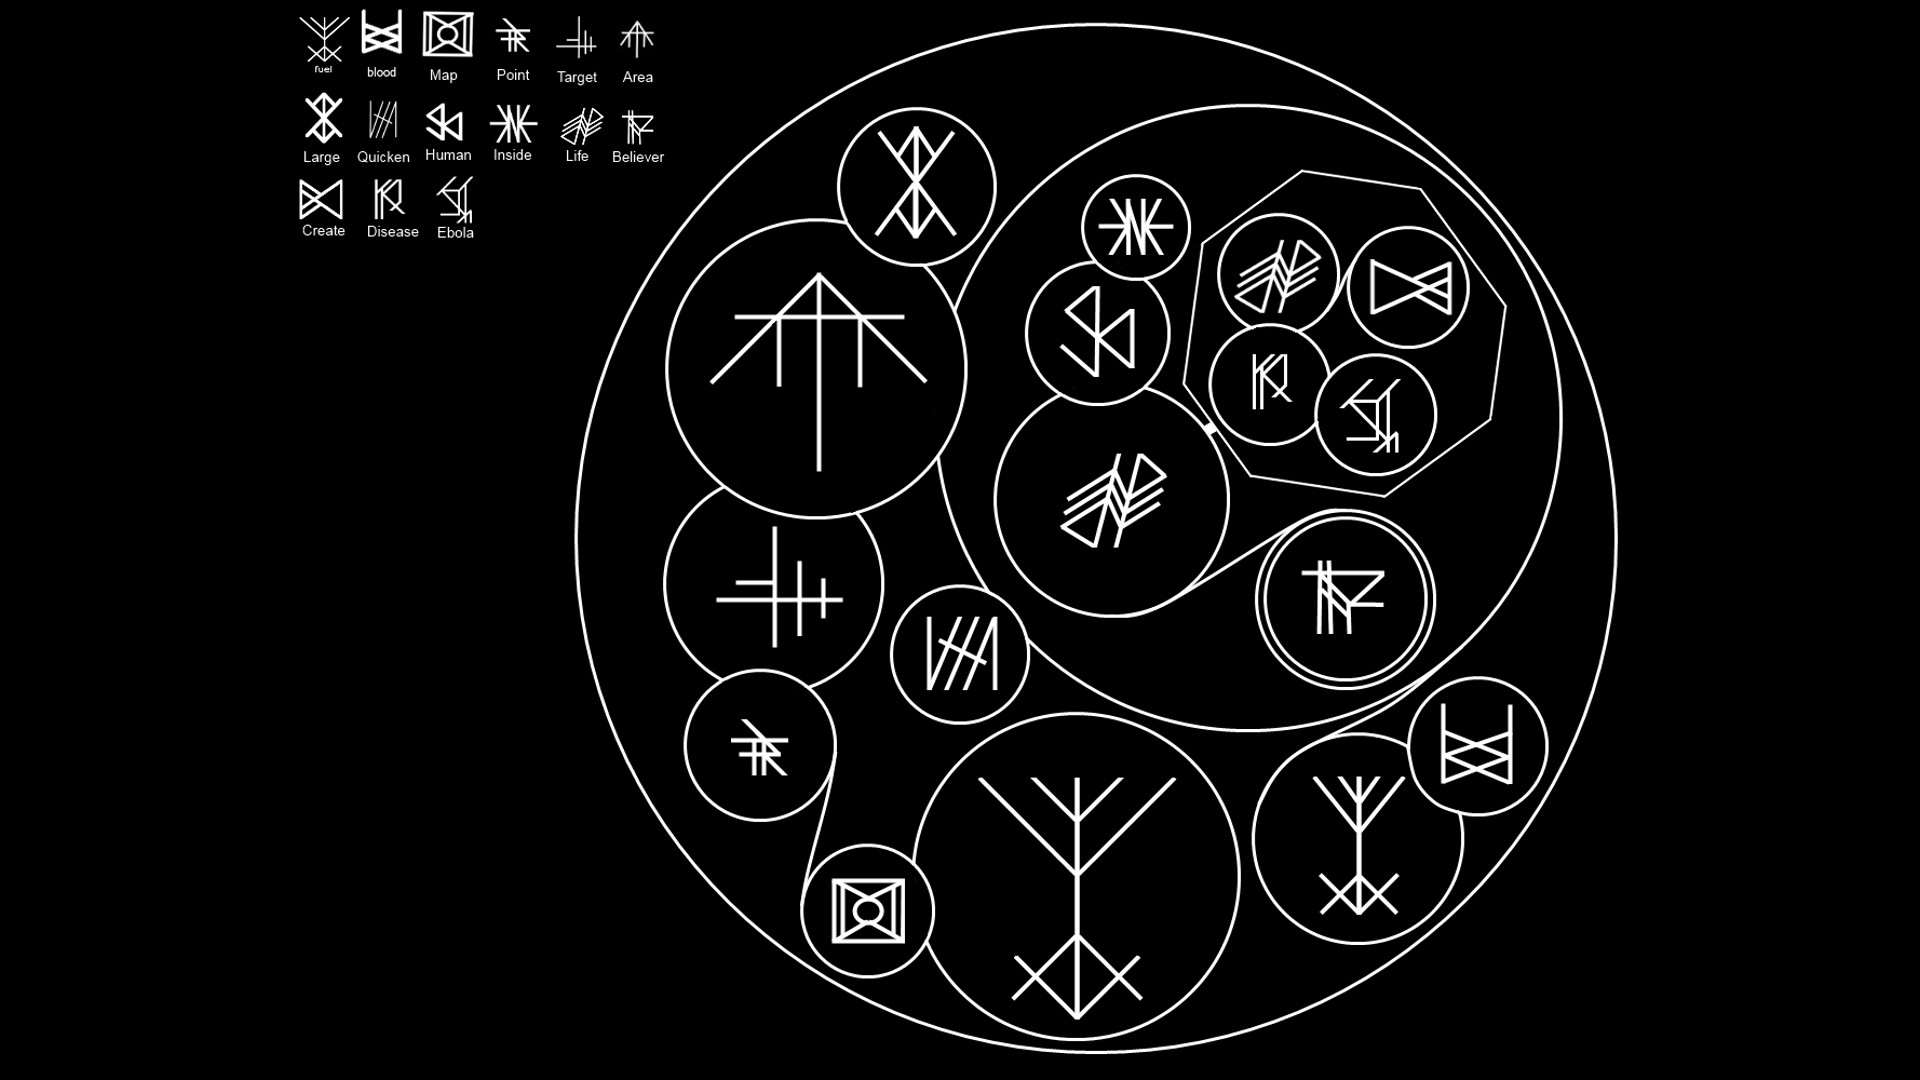 fuel blood Map Point Target Area
Large Quicken Human Inside Life Believer
Create Disease Ebola